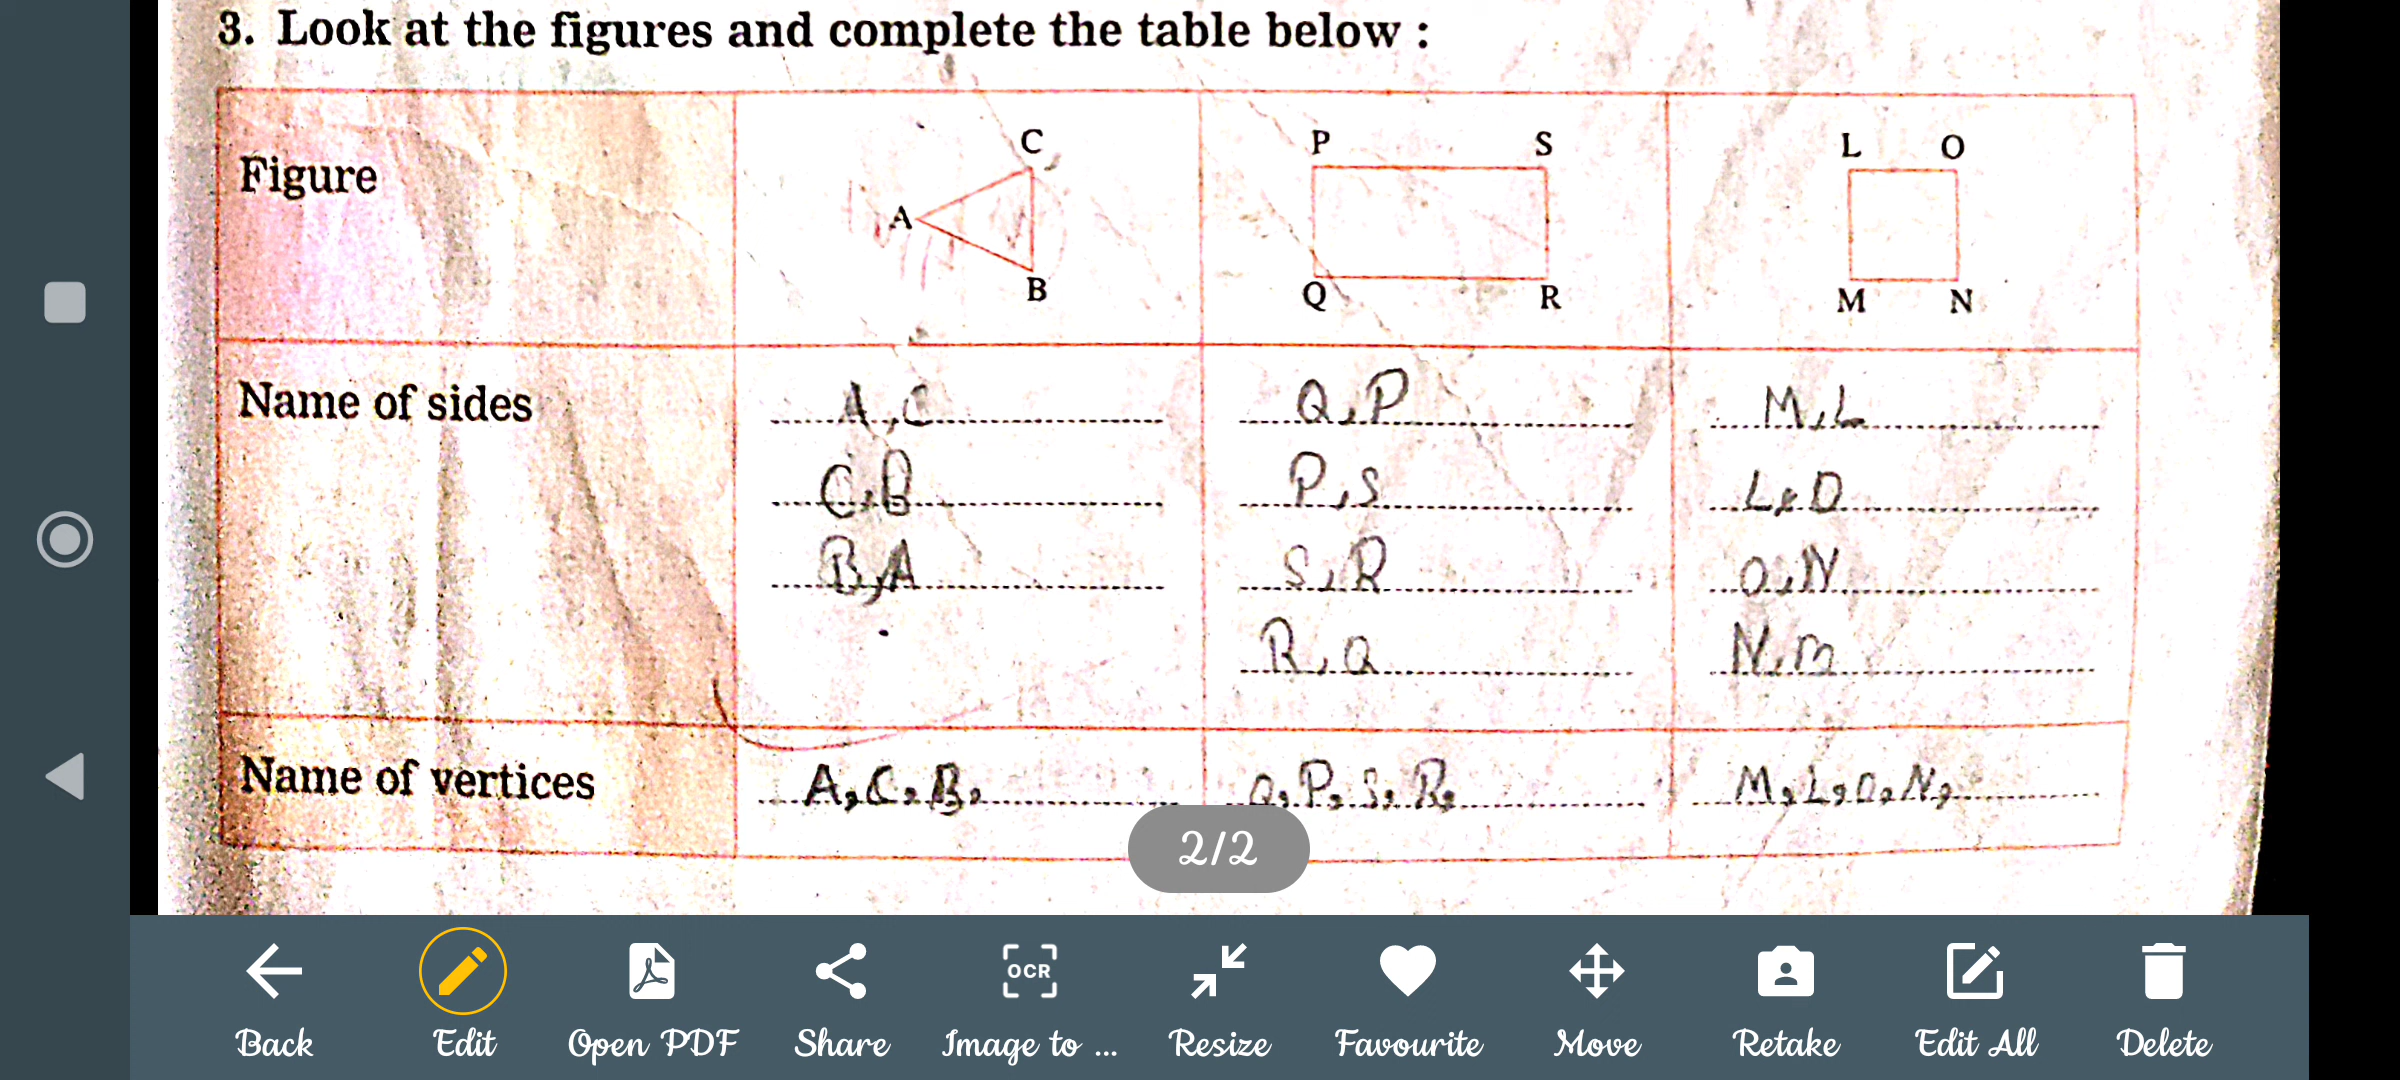 3. Look at the figures and complete the table below :
Figure
C
A
B
P S
Q R
L O
M N
Name of sides
A,C Q,P M,L
C,B P,S L,O
B,A S,R O,N
R,Q N,m
Name of vertices A,C,B, Q,P,S,R, M,L,O,N,
2/2
Back Edit Open PDF Share OCR Image to ... Resize Favourite Move Retake Edit All Delete